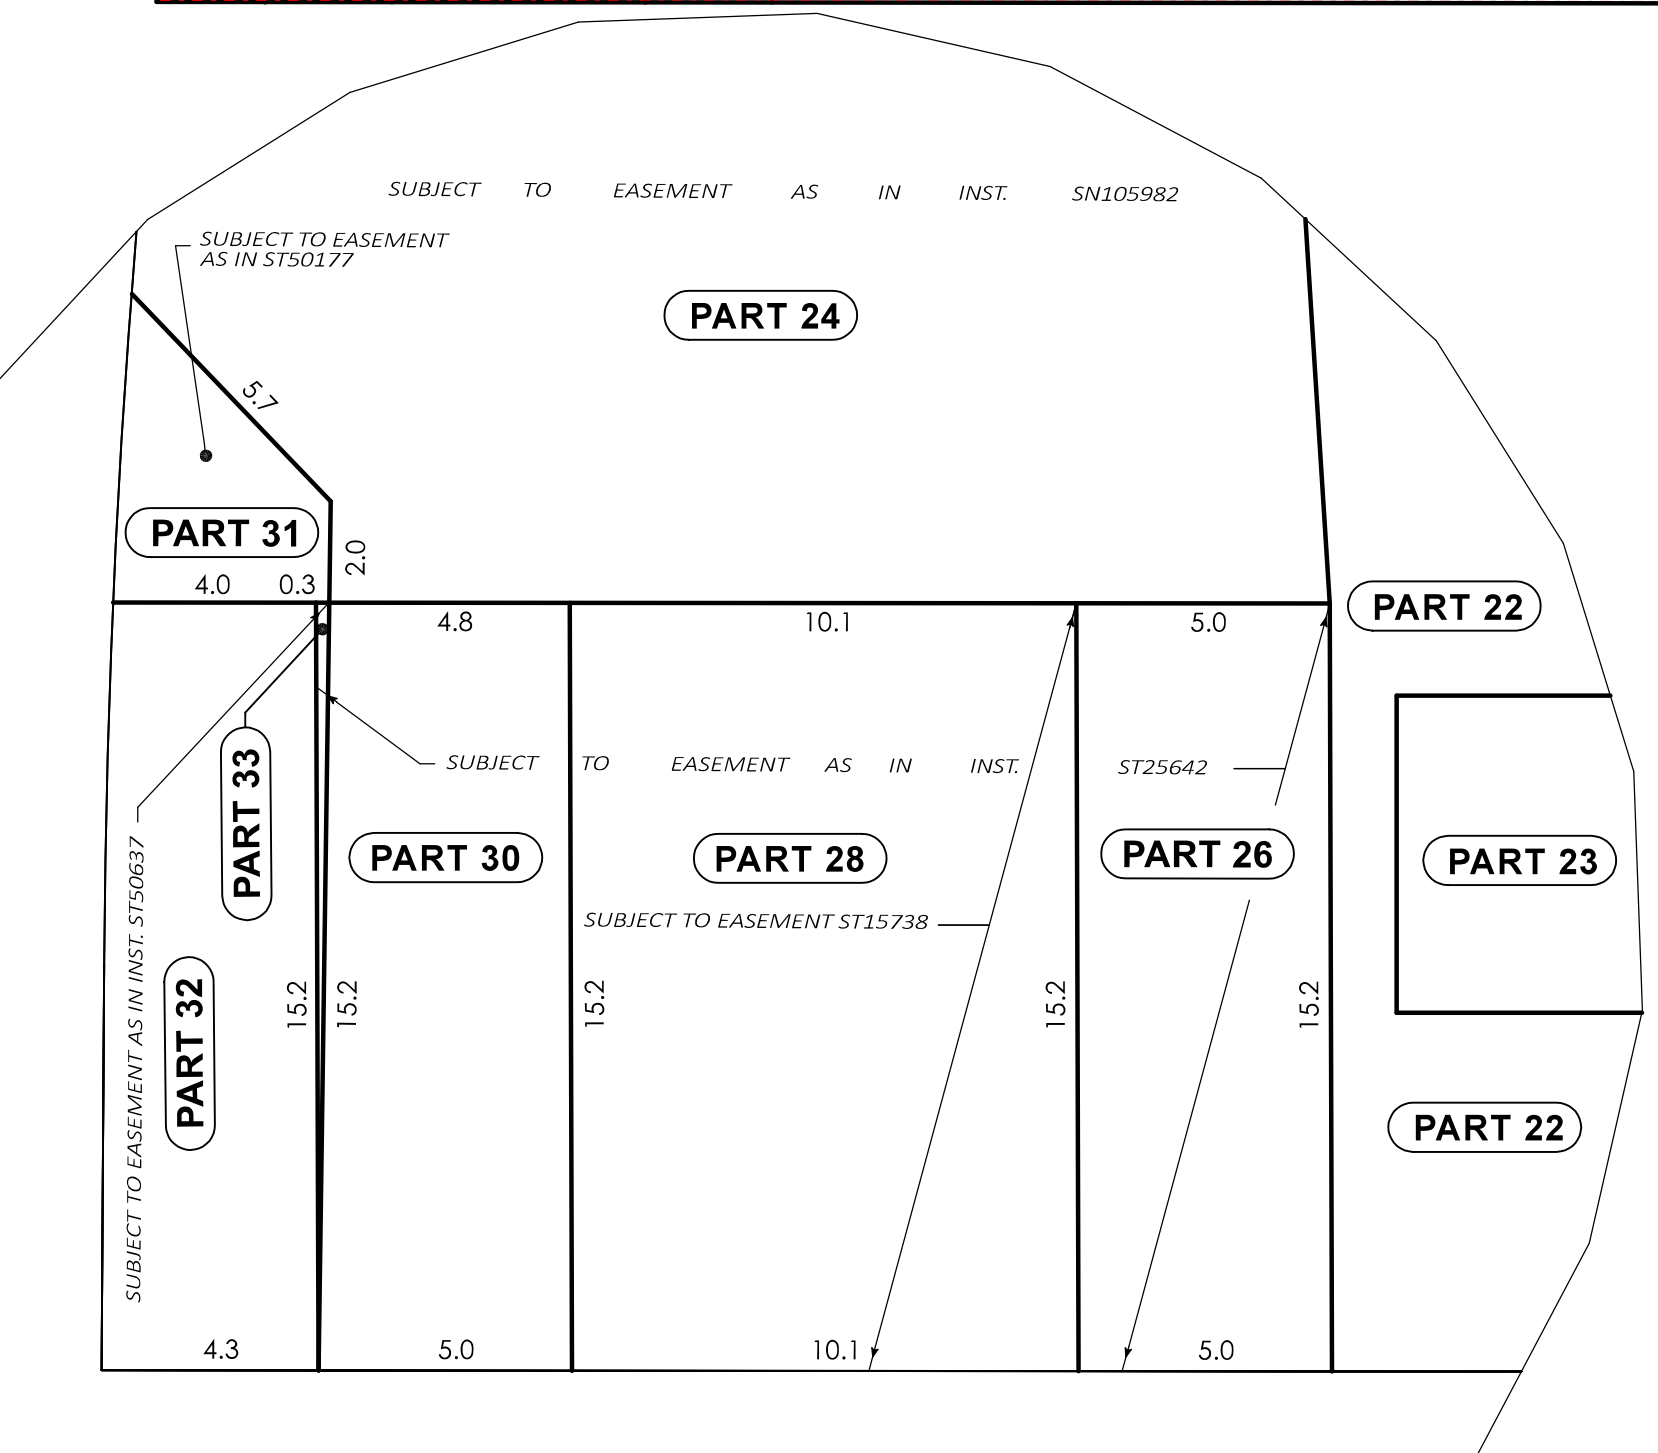 SUBJECT TO EASEMENT AS IN INST. SN105982
SUBJECT TO EASEMENT
AS IN ST50177
PART 24
5.7
PART 31
2.0
4.0 0.3
4.8 10.1 5.0
PART 22
SUBJECT TO EASEMENT AS IN INST. ST25642
PART 33
PART 30
PART 28
PART 26
PART 23
SUBJECT TO EASEMENT ST15738
SUBJECT TO EASEMENT AS IN INST. ST50637
PART 32
15.2 15.2 15.2 15.2 15.2
PART 22
4.3 5.0 10.1 5.0